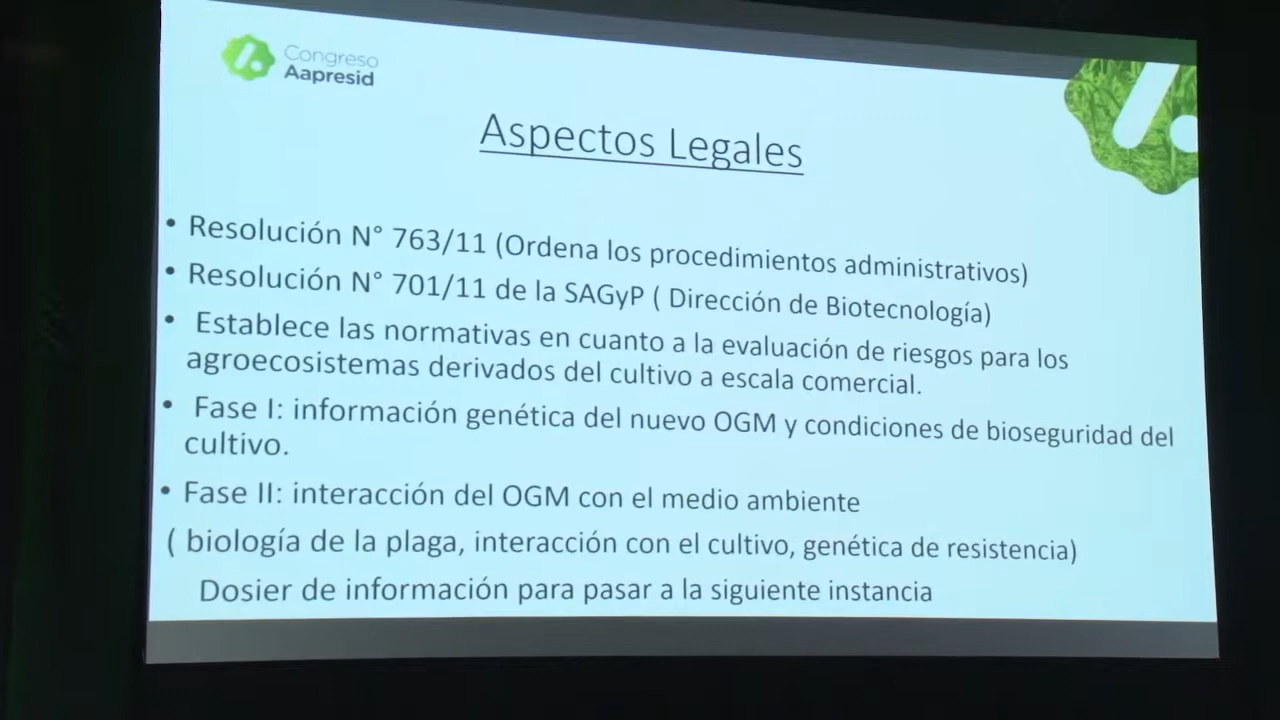 Congreso
Aapresid
Aspectos Legales
• Resolución N° 763/11 (Ordena los procedimientos administrativos)
• Resolución N° 701/11 de la SAGyP ( Dirección de Biotecnología)
• Establece las normativas en cuanto a la evaluación de riesgos para los
agroecosistemas derivados del cultivo a escala comercial.
• Fase I: información genética del nuevo OGM y condiciones de bioseguridad del
cultivo.
• Fase II: interacción del OGM con el medio ambiente
( biología de la plaga, interacción con el cultivo, genética de resistencia)
Dosier de información para pasar a la siguiente instancia